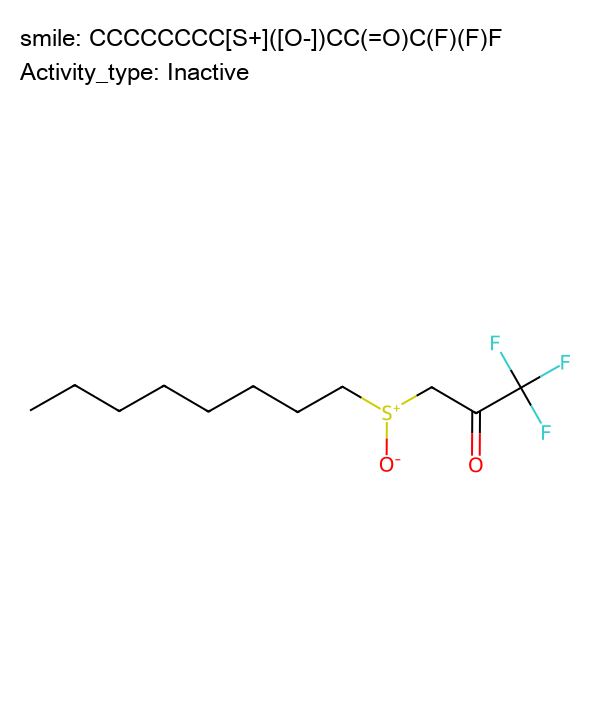 smile: CCCCCCCC[S+]([O-])CC(=O)C(F)(F)F
Activity_type: Inactive
F
F
F
S+
O-
O